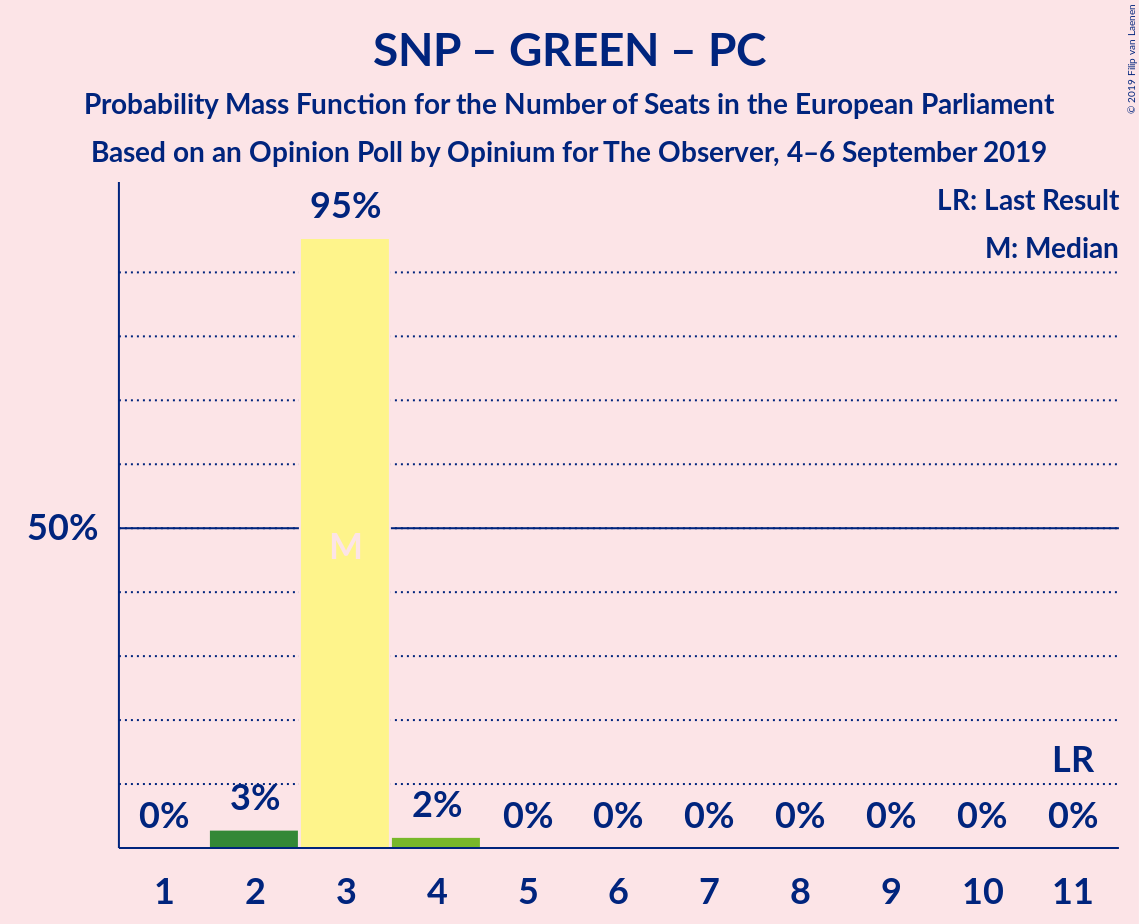 SNP – GREEN – PC
Probability Mass Function for the Number of Seats in the European Parliament
Based on an Opinion Poll by Opinium for The Observer, 4–6 September 2019
© 2019 Filip van Laenen
LR: Last Result
M: Median
95%
50%
M
LR
0% 3% 2% 0% 0% 0% 0% 0% 0% 0%
1 2 3 4 5 6 7 8 9 10 11